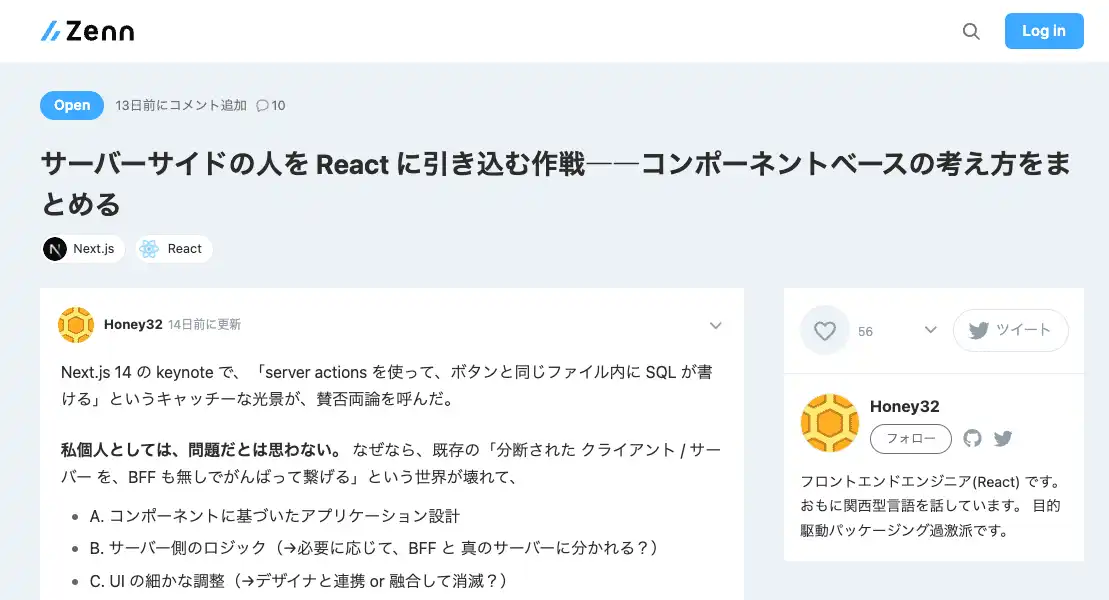 Zenn
Log in
Open 13日前にコメント追加 10
サーバーサイドの人を React に引き込む作戦──コンポーネントベースの考え方をま
とめる
Next.js React
Honey32 14日前に更新
Next.js 14 の keynote で、「server actions を使って、ボタンと同じファイル内に SQL が書
ける」というキャッチーな光景が、賛否両論を呼んだ。
私個人としては、問題だとは思わない。 なぜなら、既存の「分断された クライアント / サー
バー を、BFF も無しでがんばって繋げる」という世界が壊れて、
• A. コンポーネントに基づいたアプリケーション設計
• B. サーバー側のロジック（→必要に応じて、BFF と 真のサーバーに分かれる？）
• C. UI の細かな調整（→デザイナと連携 or 融合して消滅？）
56 ツイート
Honey32
フォロー
フロントエンドエンジニア(React) です。
おもに関西型言語を話しています。 目的
駆動パッケージング過激派です。